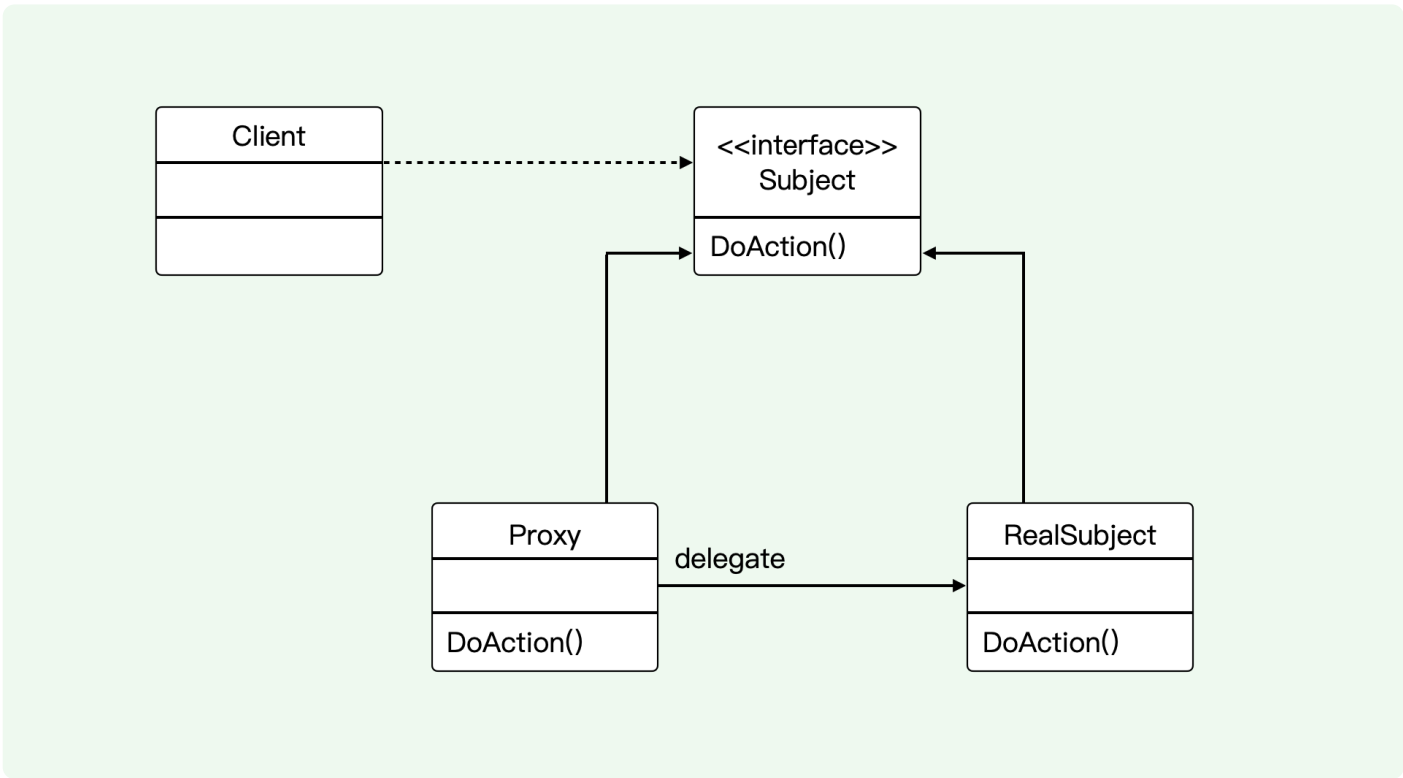 Client
<<interface>>
Subject
DoAction()
Proxy
delegate
RealSubject
DoAction()
DoAction()